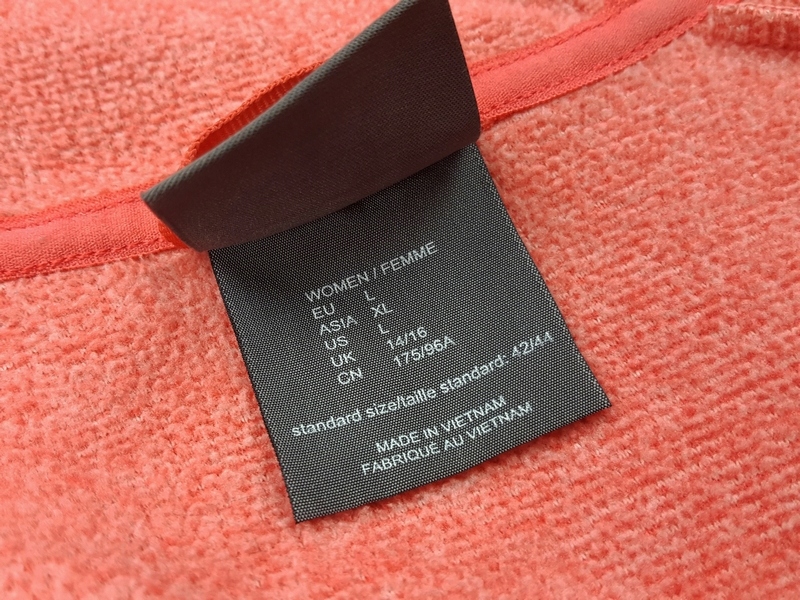 WOMEN / FEMME
EU L
ASIA XL
US L
UK 14/16
CN 175/96A
standard size/taille standard: 42/44
MADE IN VIETNAM
FABRIQUÉ AU VIETNAM